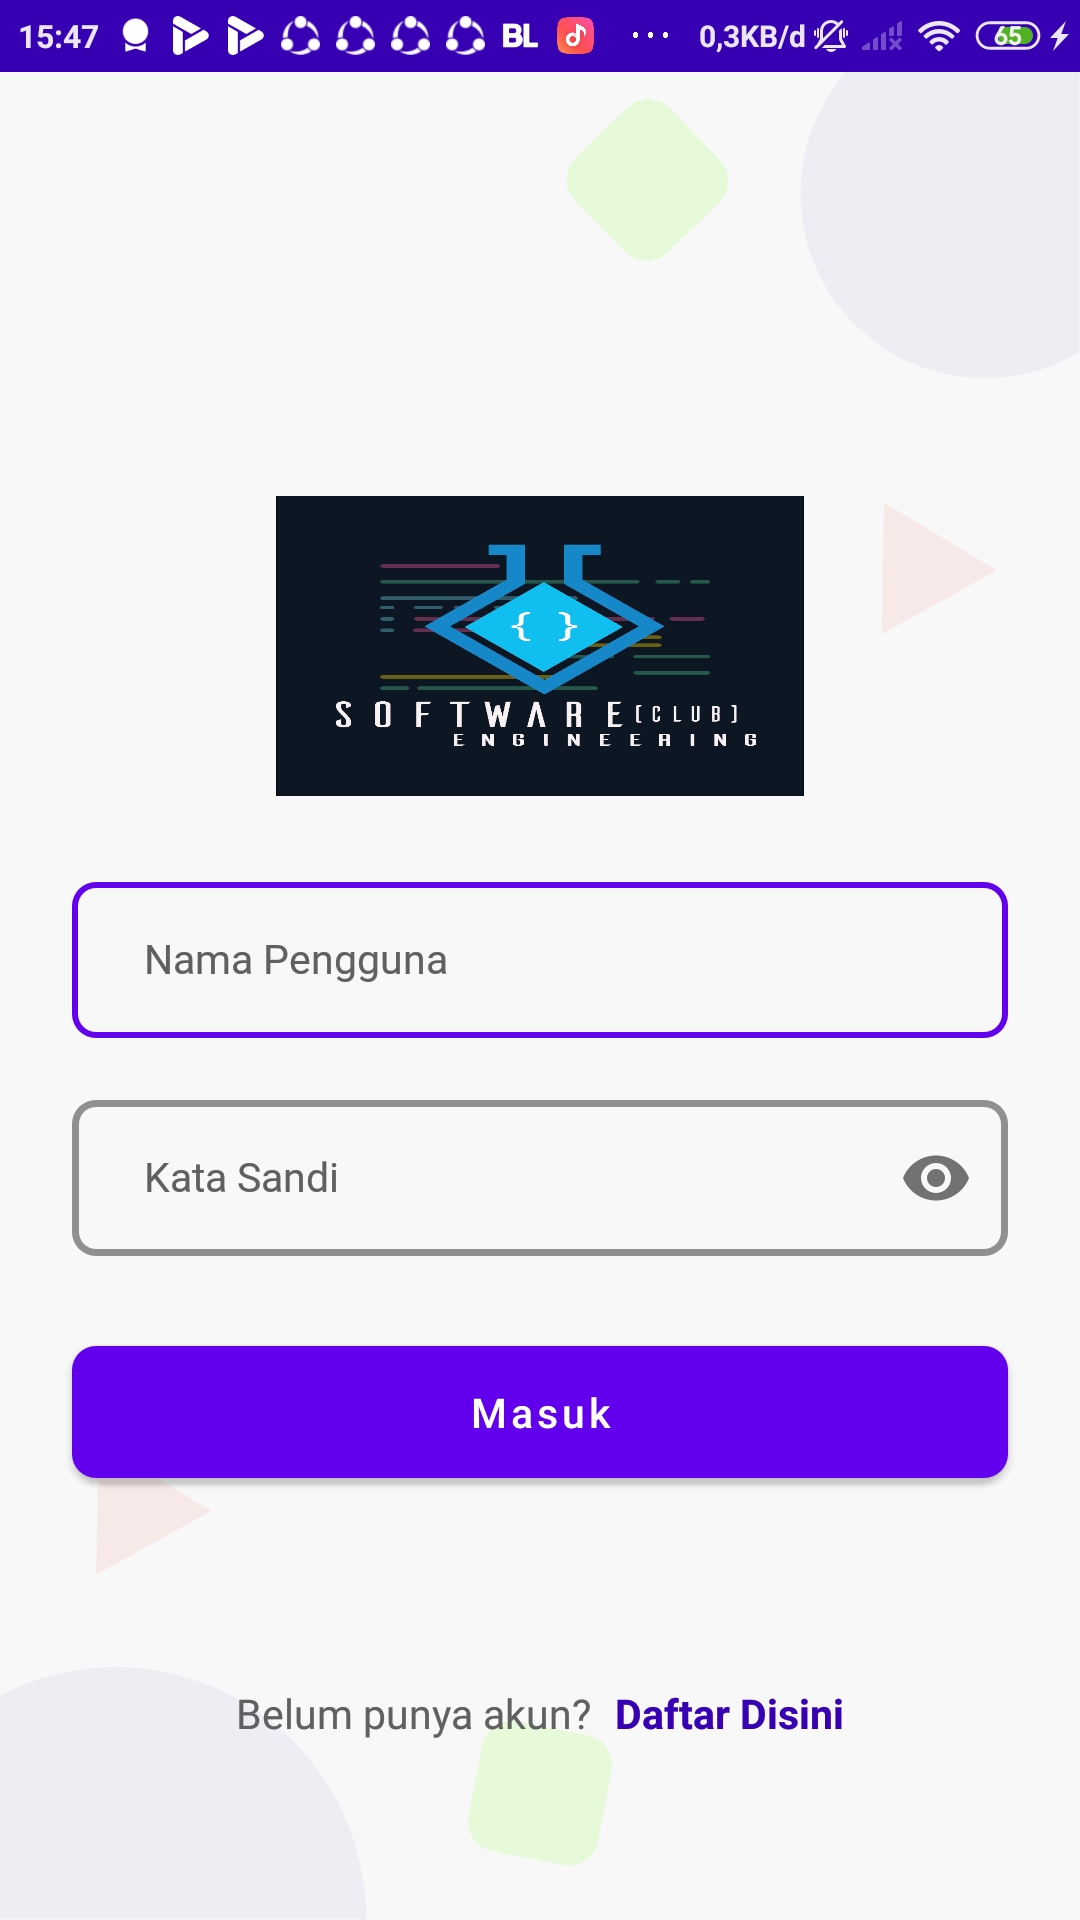 15:47 BL ... 0,3KB/d 65
{ }
SOFTWARE[CLUB]
ENGINEERING
Nama Pengguna
Kata Sandi
Masuk
Belum punya akun? Daftar Disini